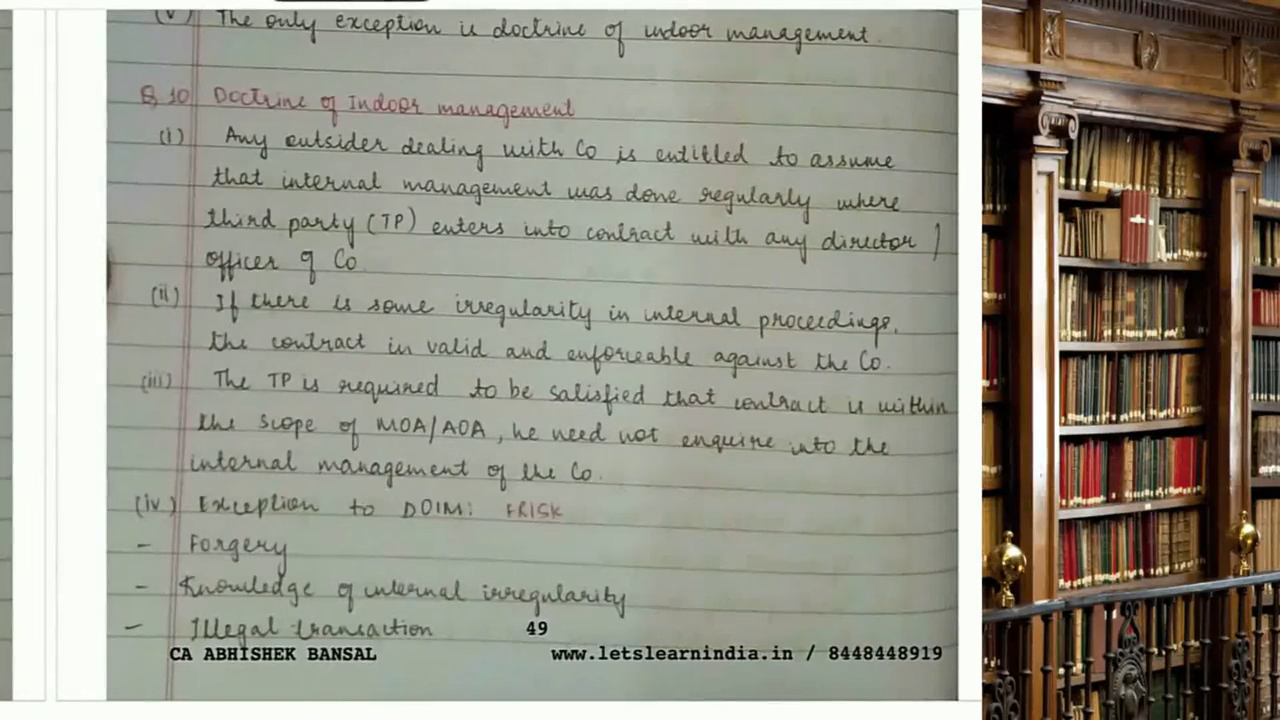 (v) The only exception is doctrine of indoor management.
Q 10 Doctrine of Indoor management
(i) Any outsider dealing with Co is entitled to assume
that internal management was done regularly where
third party (TP) enters into contract with any director /
officer of Co.
(ii) If there is some irregularity in internal proceedings,
the contract in valid and enforceable against the Co.
(iii) The TP is required to be satisfied that contract is within
the scope of MOA/AOA, he need not enquire into the
internal management of the Co.
(iv) Exception to DOIM: FRISK
- Forgery
- Knowledge of internal irregularity
- Illegal transaction
49
CA ABHISHEK BANSAL www.letslearnindia.in / 8448448919